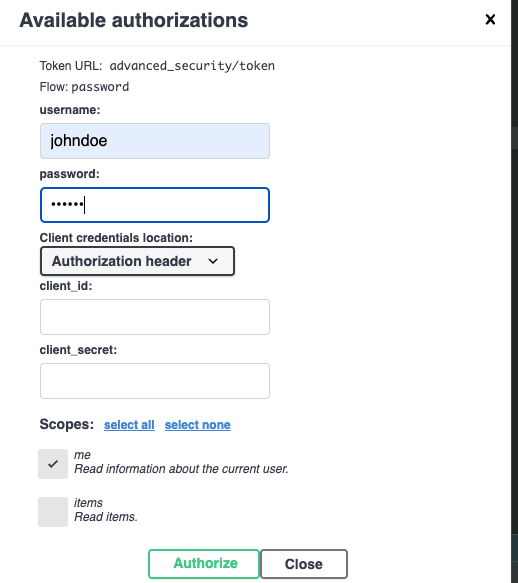 Available authorizations
Token URL: advanced_security/token
Flow: password
username:
johndoe
password:
••••••
Client credentials location:
Authorization header
client_id:
client_secret:
Scopes: select all select none
me
Read information about the current user.
items
Read items.
Authorize Close